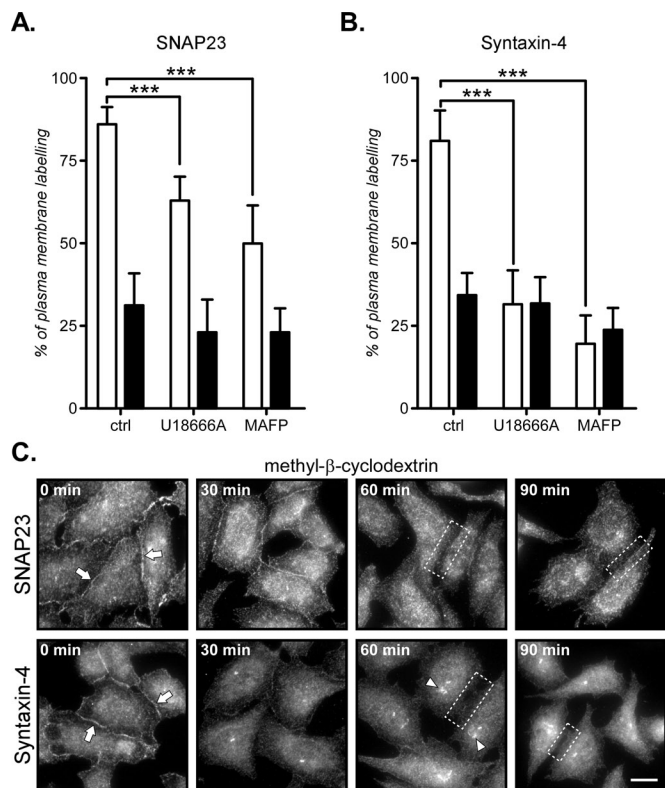 A.
SNAP23
% of plasma membrane labelling
100
75
50
25
0
***
***
ctrl
U18666A
MAFP
B.
Syntaxin-4
% of plasma membrane labelling
100
75
50
25
0
***
***
ctrl
U18666A
MAFP
C.
methyl-β-cyclodextrin
SNAP23
0 min
30 min
60 min
90 min
Syntaxin-4
0 min
30 min
60 min
90 min